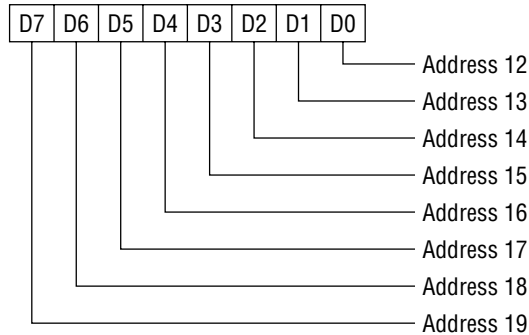 D7 D6 D5 D4 D3 D2 D1 D0
Address 12
Address 13
Address 14
Address 15
Address 16
Address 17
Address 18
Address 19